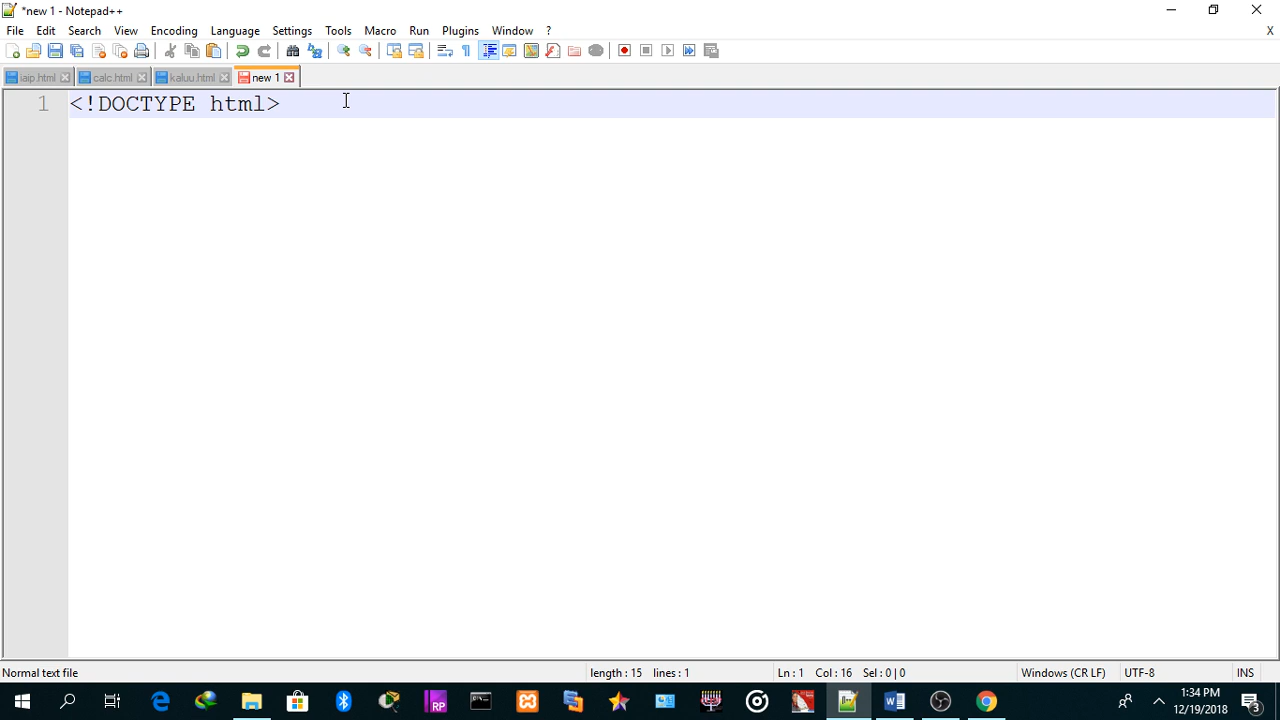 *new 1 - Notepad++
File Edit Search View Encoding Language Settings Tools Macro Run Plugins Window ? X
iaip.html calc.html kaluu.html new 1
1 <!DOCTYPE html>
Normal text file length : 15 lines : 1 Ln : 1 Col : 16 Sel : 0 | 0 Windows (CR LF) UTF-8 INS
RP 1:34 PM
12/19/2018 3